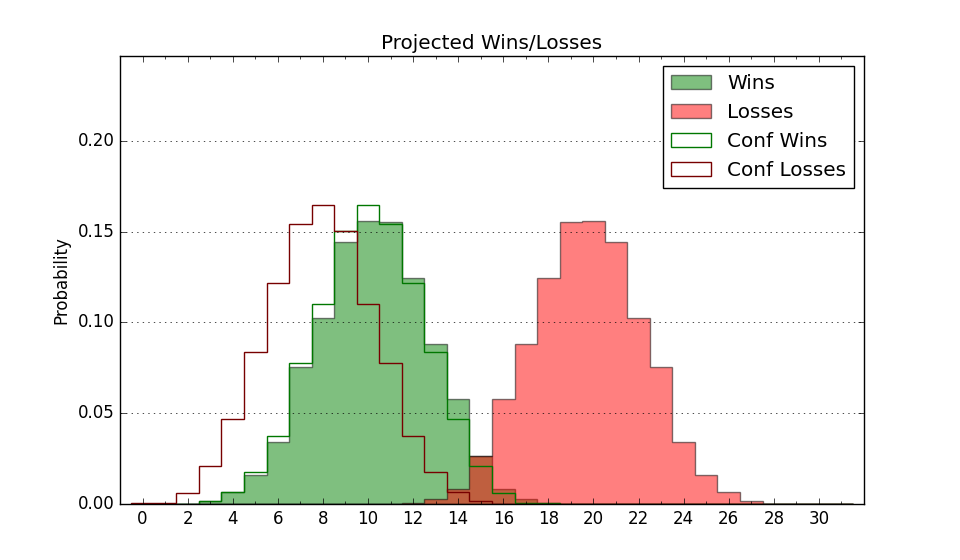 Projected Wins/Losses
Wins
Losses
Conf Wins
Conf Losses
Probability
0.20
0.15
0.10
0.05
0.00
0 2 4 6 8 10 12 14 16 18 20 22 24 26 28 30